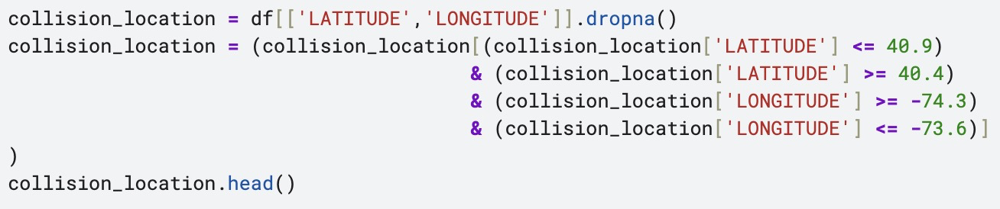 collision_location = df[['LATITUDE','LONGITUDE']].dropna()
collision_location = (collision_location[(collision_location['LATITUDE'] <= 40.9)
& (collision_location['LATITUDE'] >= 40.4)
& (collision_location['LONGITUDE'] >= -74.3)
& (collision_location['LONGITUDE'] <= -73.6)]
)
collision_location.head()